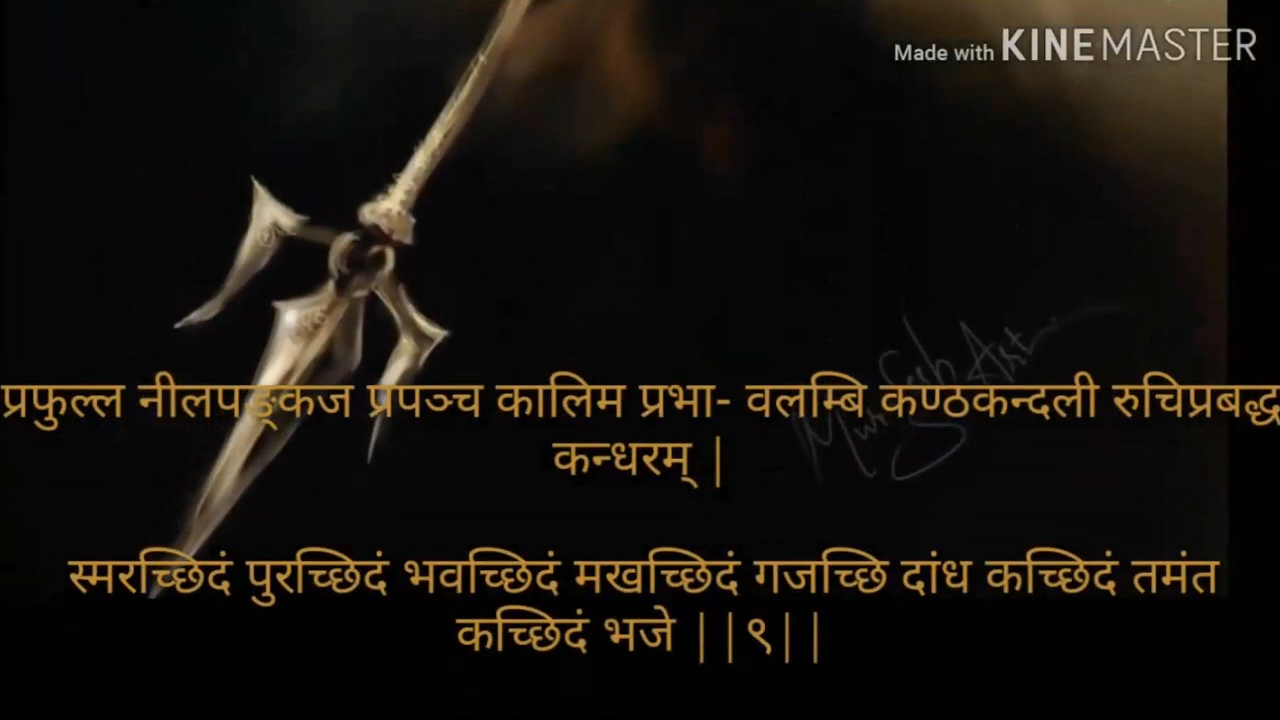 Made with KINEMASTER
प्रफुल्ल नीलपङ्कज प्रपञ्च कालिम प्रभा- वलम्बि कण्ठकन्दली रुचिप्रबद्ध
कन्धरम् |
स्मरच्छिदं पुरच्छिदं भवच्छिदं मखच्छिदं गजच्छि दांध कच्छिदं तमंत
कच्छिदं भजे ||९||